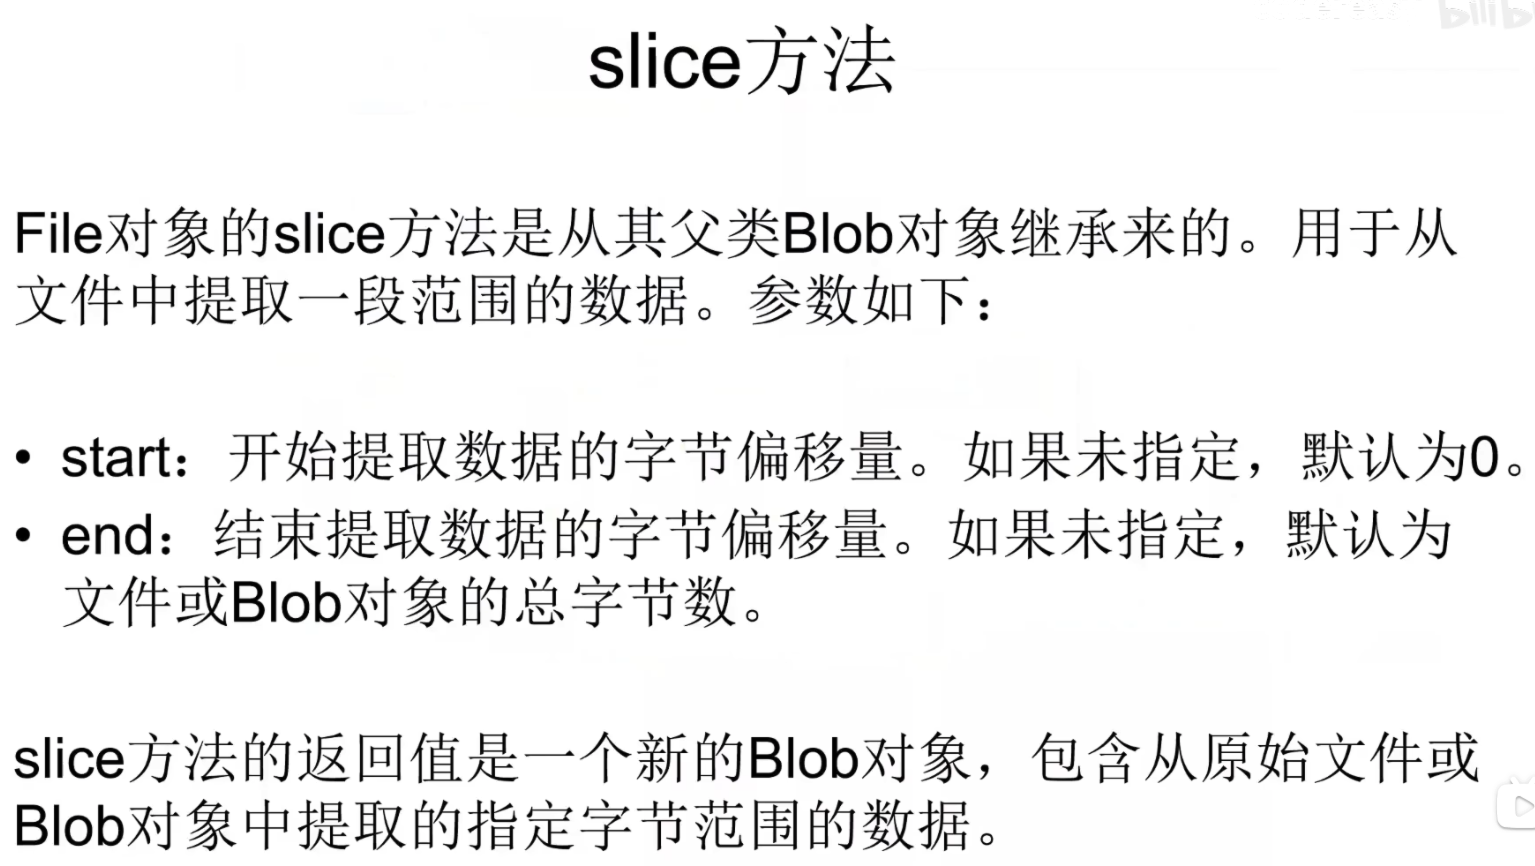 slice方法
File对象的slice方法是从其父类Blob对象继承来的。用于从
文件中提取一段范围的数据。参数如下：
• start：开始提取数据的字节偏移量。如果未指定，默认为0。
• end：结束提取数据的字节偏移量。如果未指定，默认为
文件或Blob对象的总字节数。
slice方法的返回值是一个新的Blob对象，包含从原始文件或
Blob对象中提取的指定字节范围的数据。